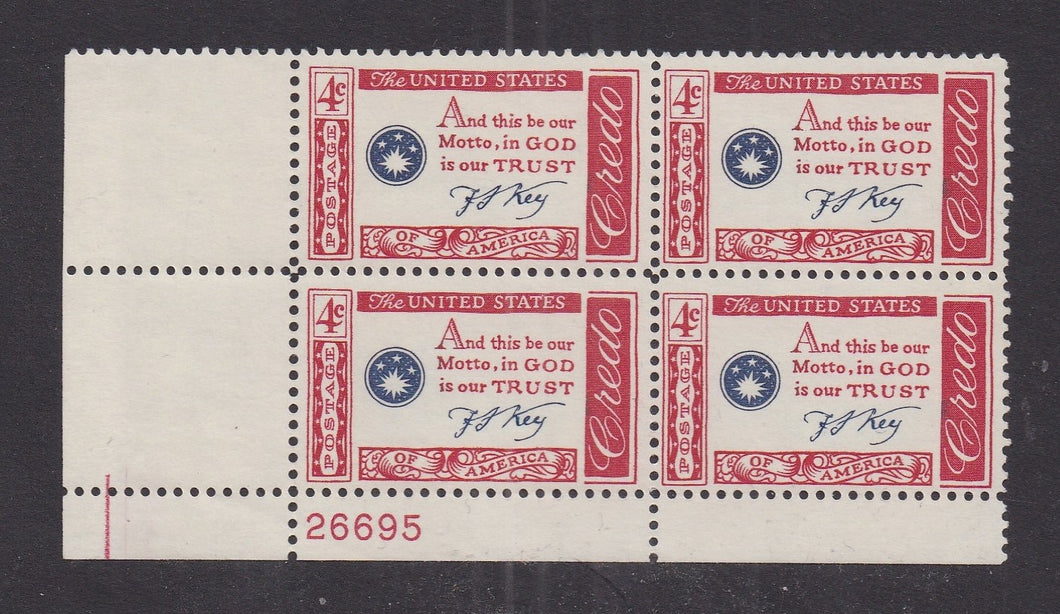 4c The UNITED STATES
POSTAGE
And this be our
Motto, in GOD
is our TRUST
F S Key
OF AMERICA
Credo
4c The UNITED STATES
POSTAGE
And this be our
Motto, in GOD
is our TRUST
F S Key
OF AMERICA
Credo
4c The UNITED STATES
POSTAGE
And this be our
Motto, in GOD
is our TRUST
F S Key
OF AMERICA
Credo
4c The UNITED STATES
POSTAGE
And this be our
Motto, in GOD
is our TRUST
F S Key
OF AMERICA
Credo
26695